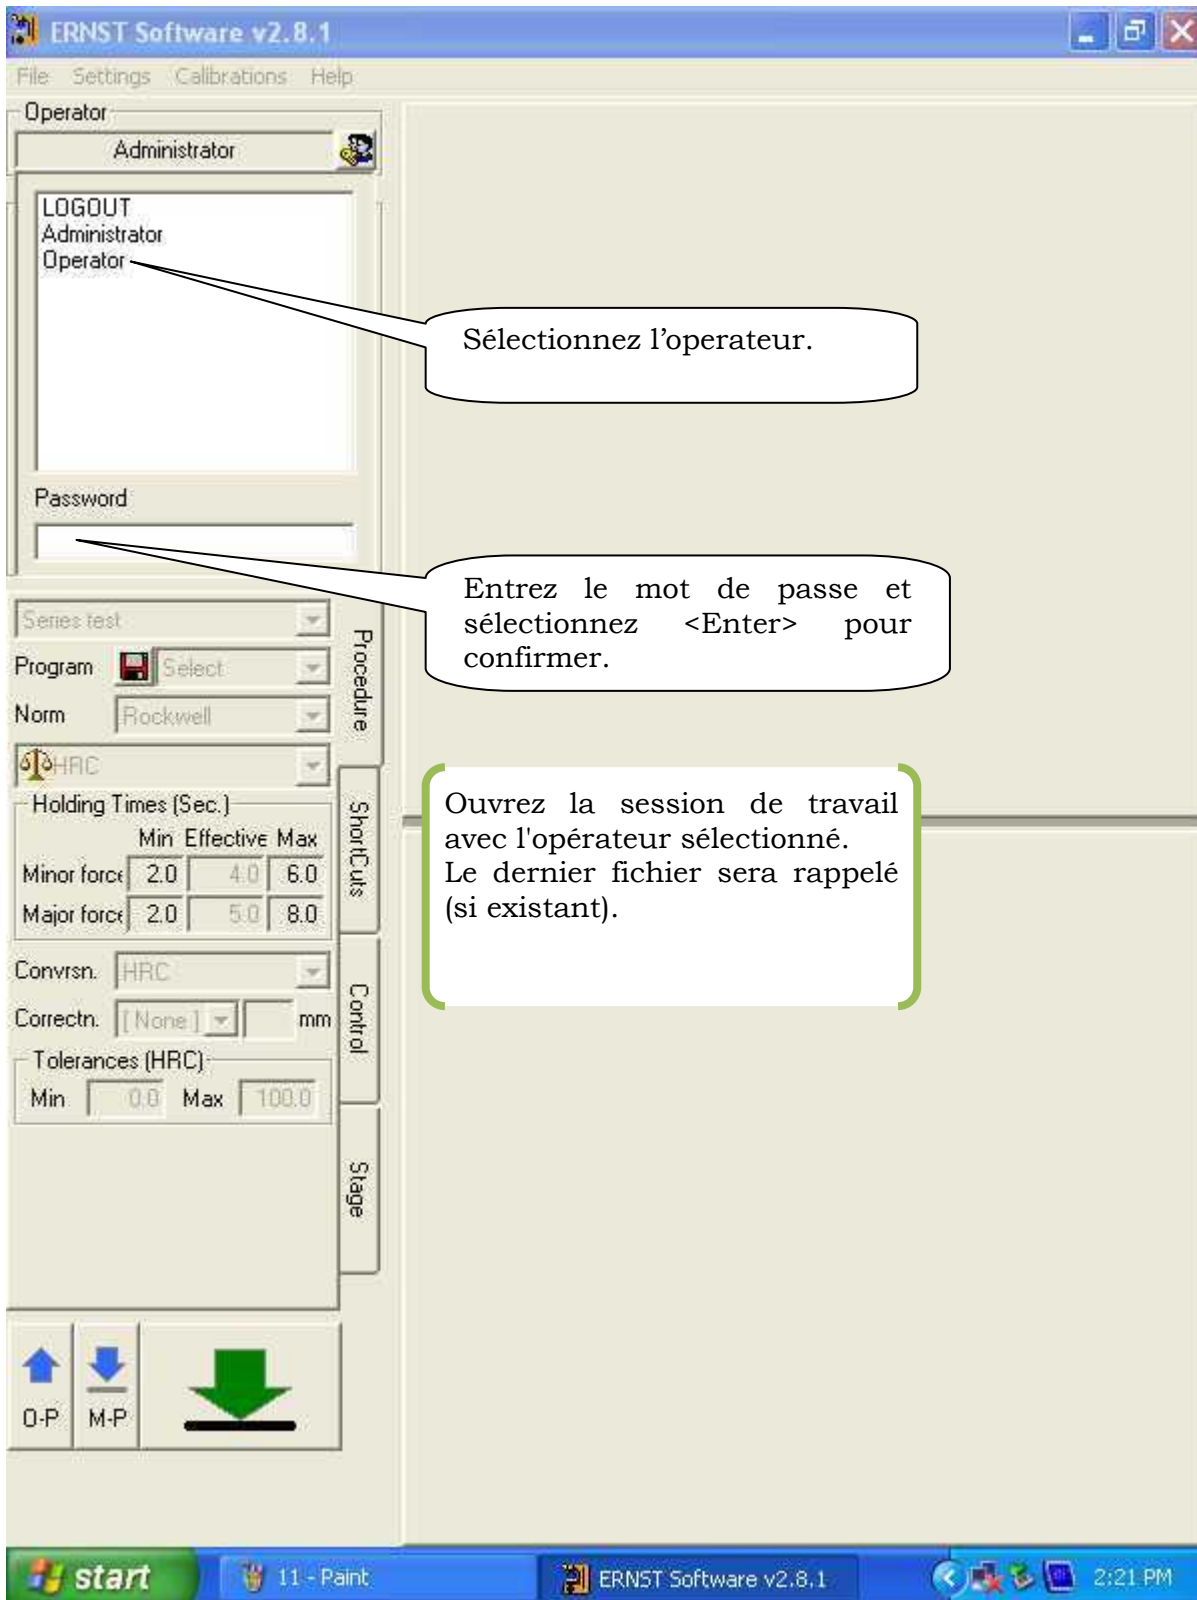 ERNST Software v2.8.1
File Settings Calibrations Help
Operator
Administrator
LOGOUT
Administrator
Operator
Sélectionnez l’operateur.
Password
Entrez le mot de passe et
sélectionnez <Enter> pour
confirmer.
Series test
Program Select
Norm Rockwell
HRC
Holding Times (Sec.)
Min Effective Max
Minor force 2.0 4.0 6.0
Major force 2.0 5.0 8.0
Convrsn. HRC
Correctn. [ None ] mm
Tolerances (HRC)
Min 0.0 Max 100.0
Procedure
ShortCuts
Control
Stage
Ouvrez la session de travail
avec l'opérateur sélectionné.
Le dernier fichier sera rappelé
(si existant).
O-P M-P
start 11 - Paint ERNST Software v2.8.1 2:21 PM